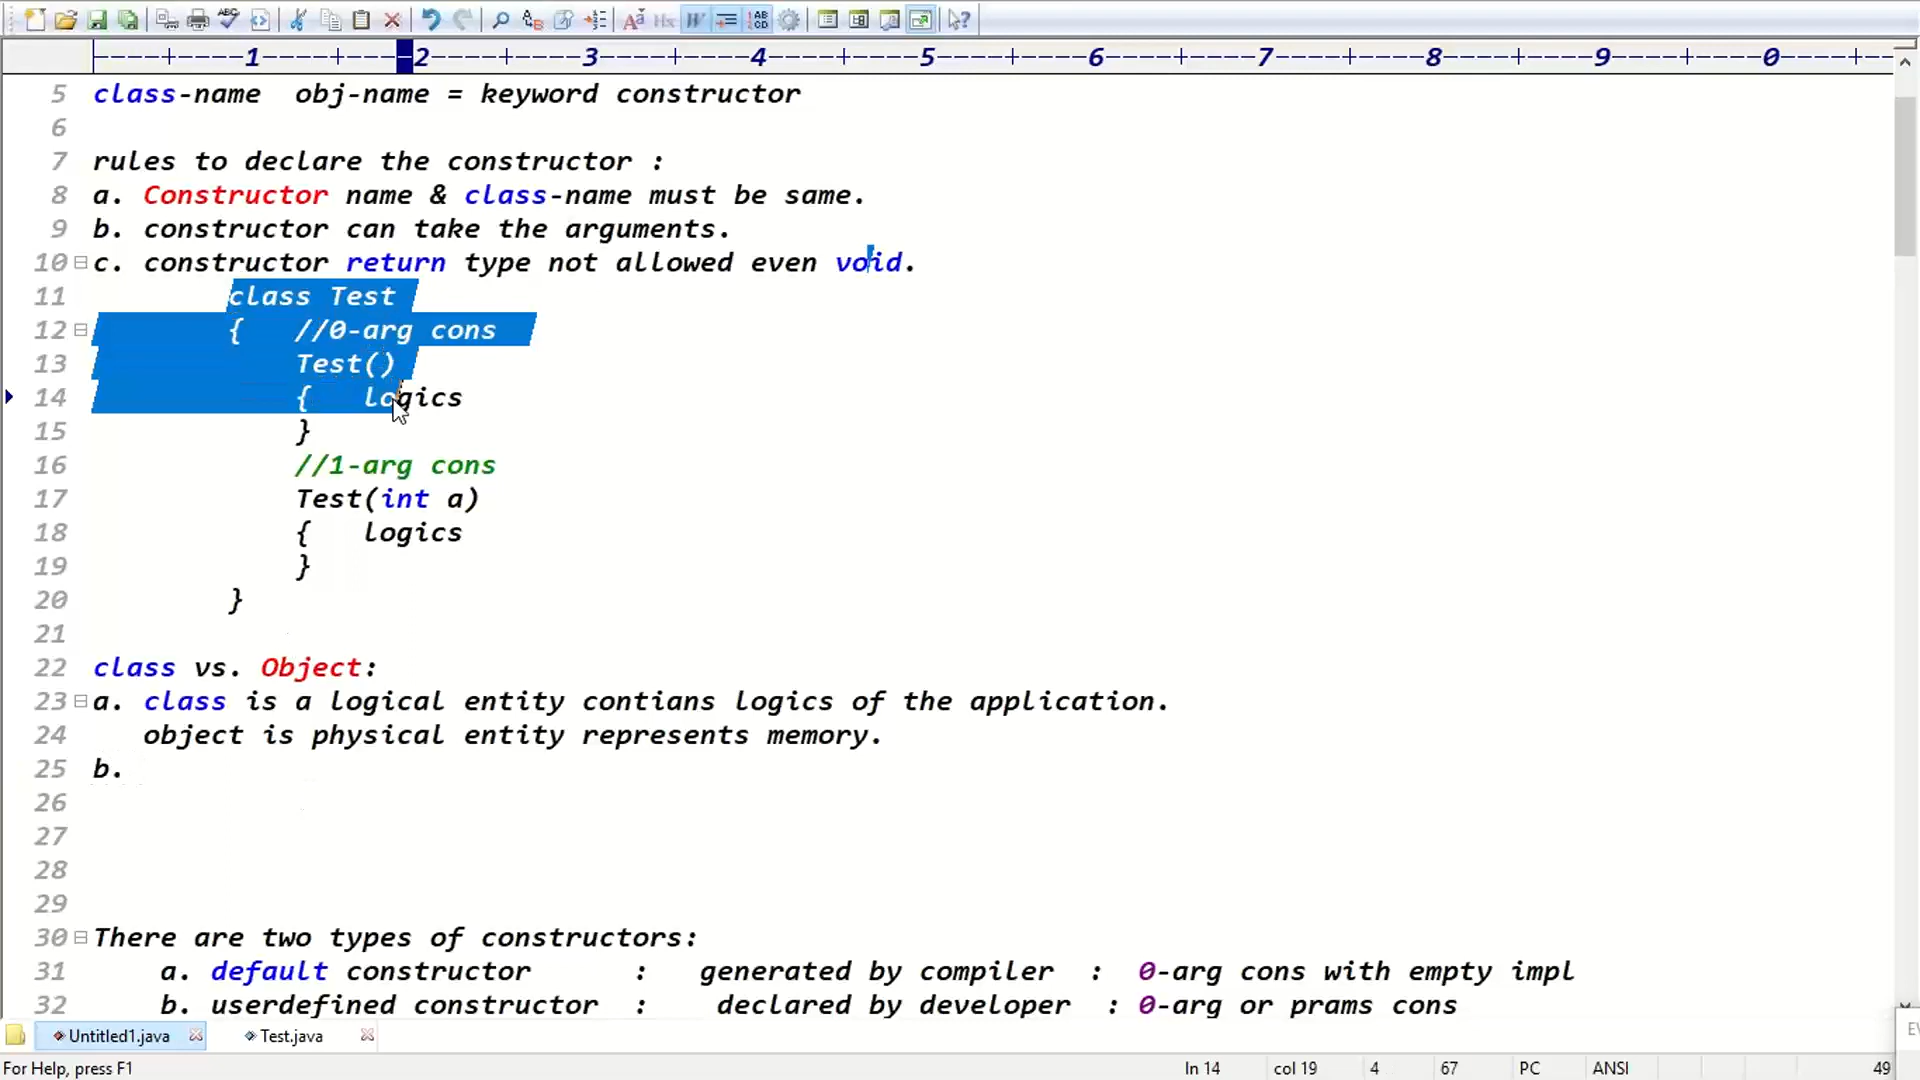 ----+----1----+----2----+----3----+----4----+----5----+----6----+----7----+----8----+----9----+----0----+--
5 class-name  obj-name = keyword constructor
6
7 rules to declare the constructor :
8 a. Constructor name & class-name must be same.
9 b. constructor can take the arguments.
10 c. constructor return type not allowed even void.
11 class Test
12 {   //0-arg cons
13 Test()
14 {   logics
15 }
16 //1-arg cons
17 Test(int a)
18 {   logics
19 }
20 }
21
22 class vs. Object:
23 a. class is a logical entity contians logics of the application.
24 object is physical entity represents memory.
25 b.
26
27
28
29
30 There are two types of constructors:
31 a. default constructor      :   generated by compiler  :  0-arg cons with empty impl
32 b. userdefined constructor  :    declared by developer  : 0-arg or prams cons
Untitled1.java   Test.java
For Help, press F1   ln 14   col 19   4   67   PC   ANSI   49